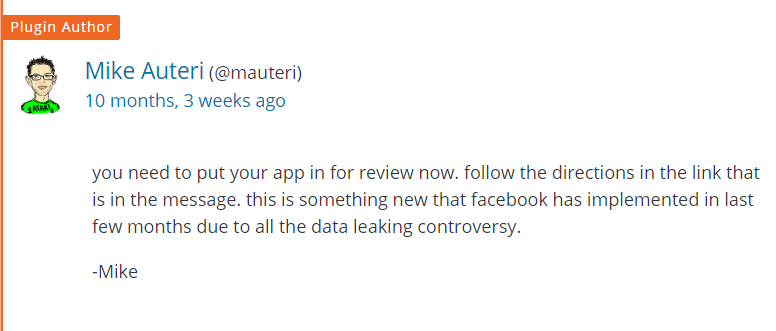 Plugin Author
Mike Auteri (@mauteri)
10 months, 3 weeks ago
you need to put your app in for review now. follow the directions in the link that
is in the message. this is something new that facebook has implemented in last
few months due to all the data leaking controversy.
-Mike
ATARI